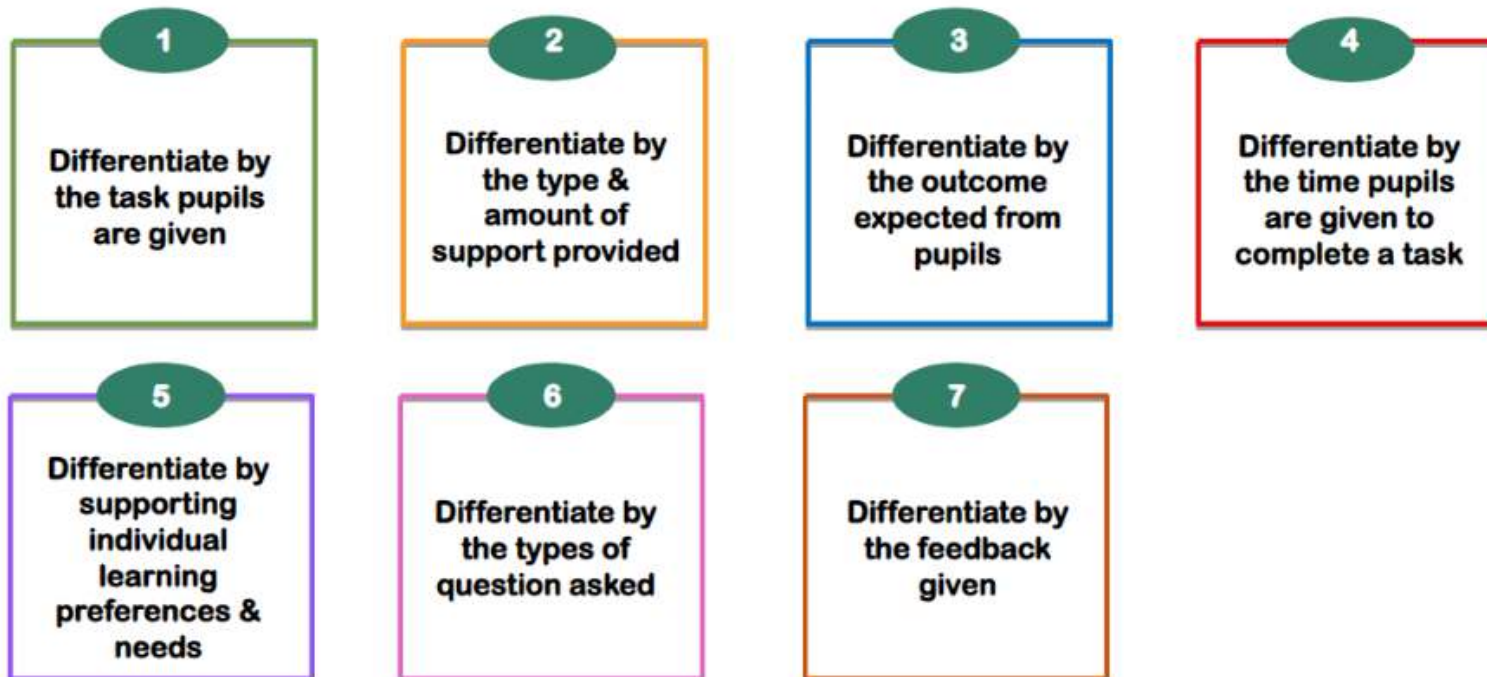 1
Differentiate by
the task pupils
are given
2
Differentiate by
the type &
amount of
support provided
3
Differentiate by
the outcome
expected from
pupils
4
Differentiate by
the time pupils
are given to
complete a task
5
Differentiate by
supporting
individual
learning
preferences &
needs
6
Differentiate by
the types of
question asked
7
Differentiate by
the feedback
given